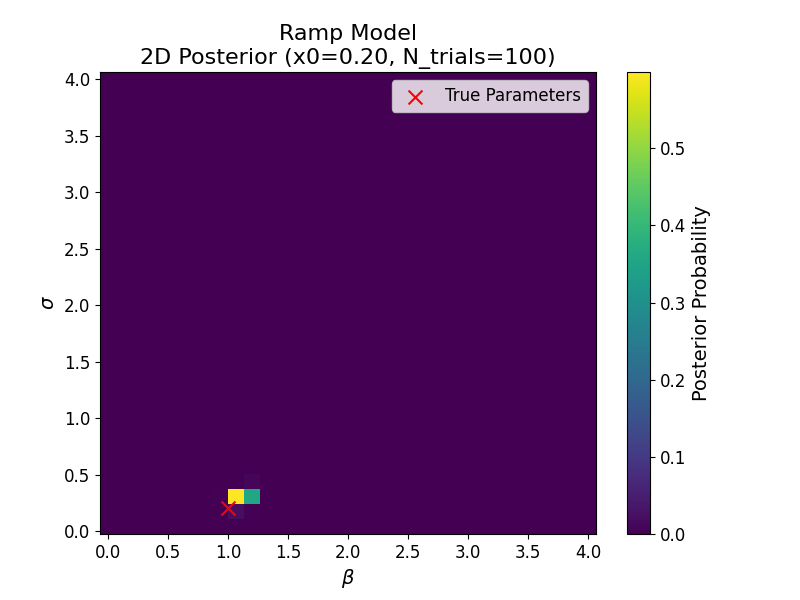 Ramp Model
2D Posterior (x0=0.20, N_trials=100)
True Parameters
4.0
3.5
3.0
2.5
2.0
1.5
1.0
0.5
0.0
σ
0.0 0.5 1.0 1.5 2.0 2.5 3.0 3.5 4.0
β
0.5
0.4
0.3
0.2
0.1
0.0
Posterior Probability